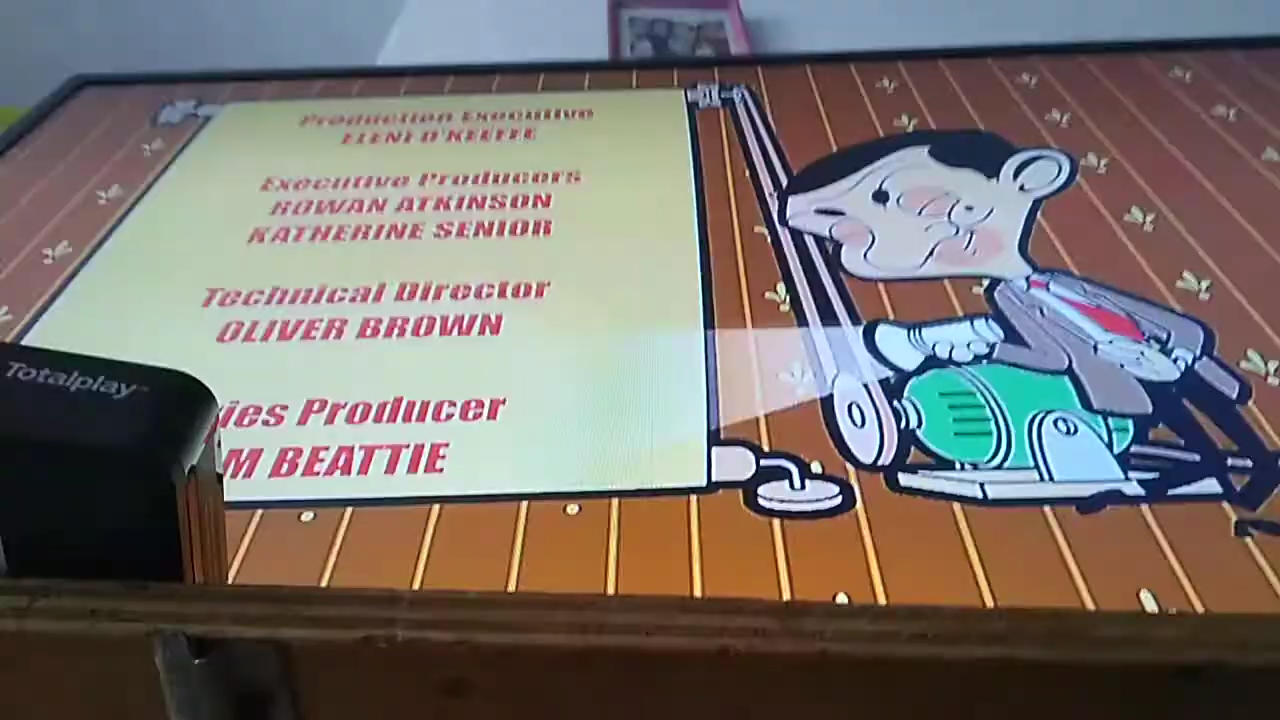 Production Executive
ELENI O'KEEFE
Executive Producers
ROWAN ATKINSON
KATHERINE SENIOR
Technical Director
OLIVER BROWN
ies Producer
M BEATTIE
Totalplay